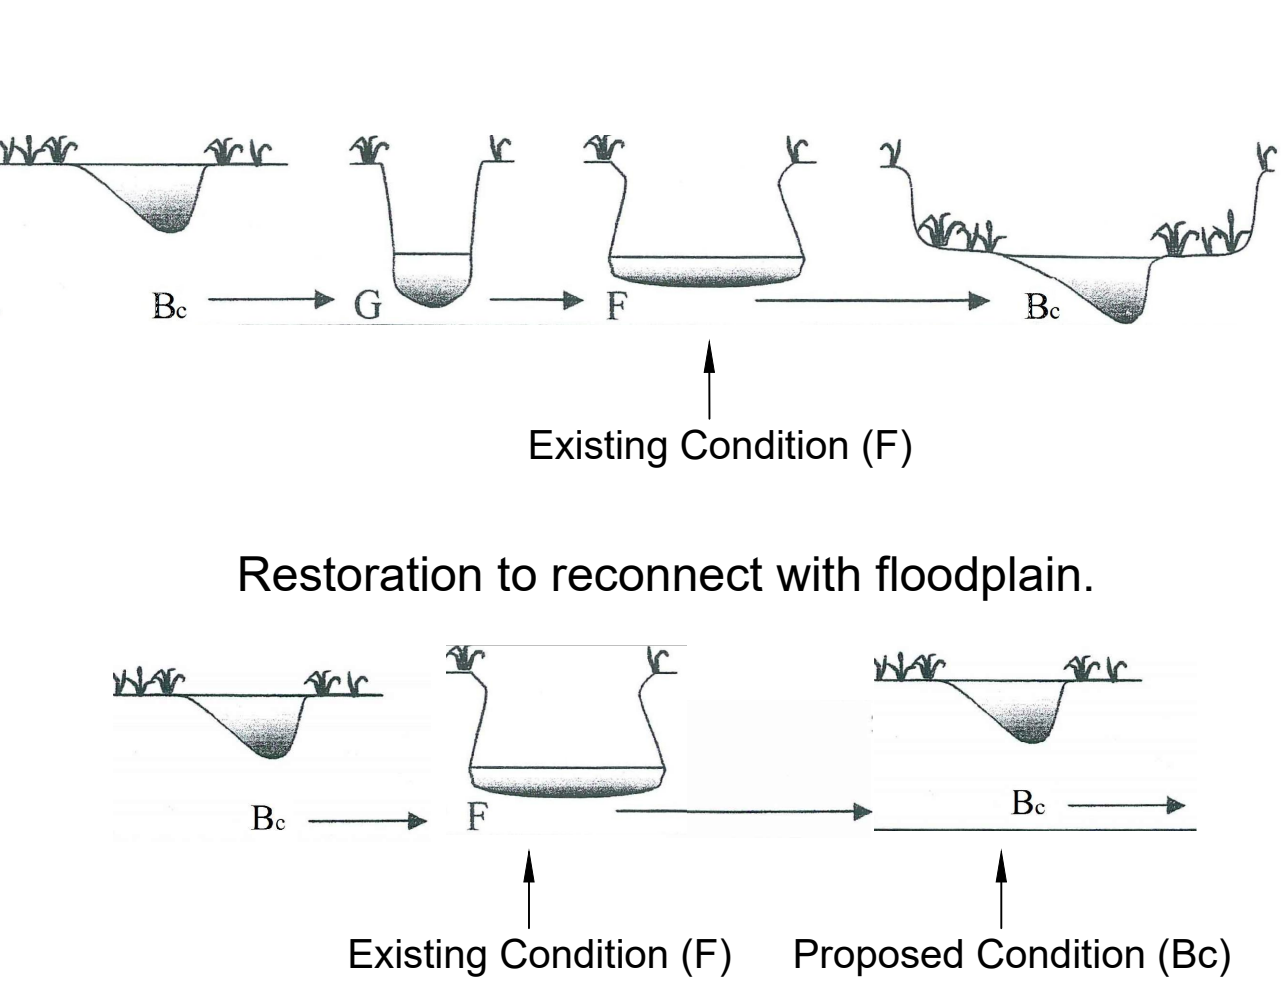 Bc G F Bc
Existing Condition (F)
Restoration to reconnect with floodplain.
Bc F Bc
Existing Condition (F) Proposed Condition (Bc)